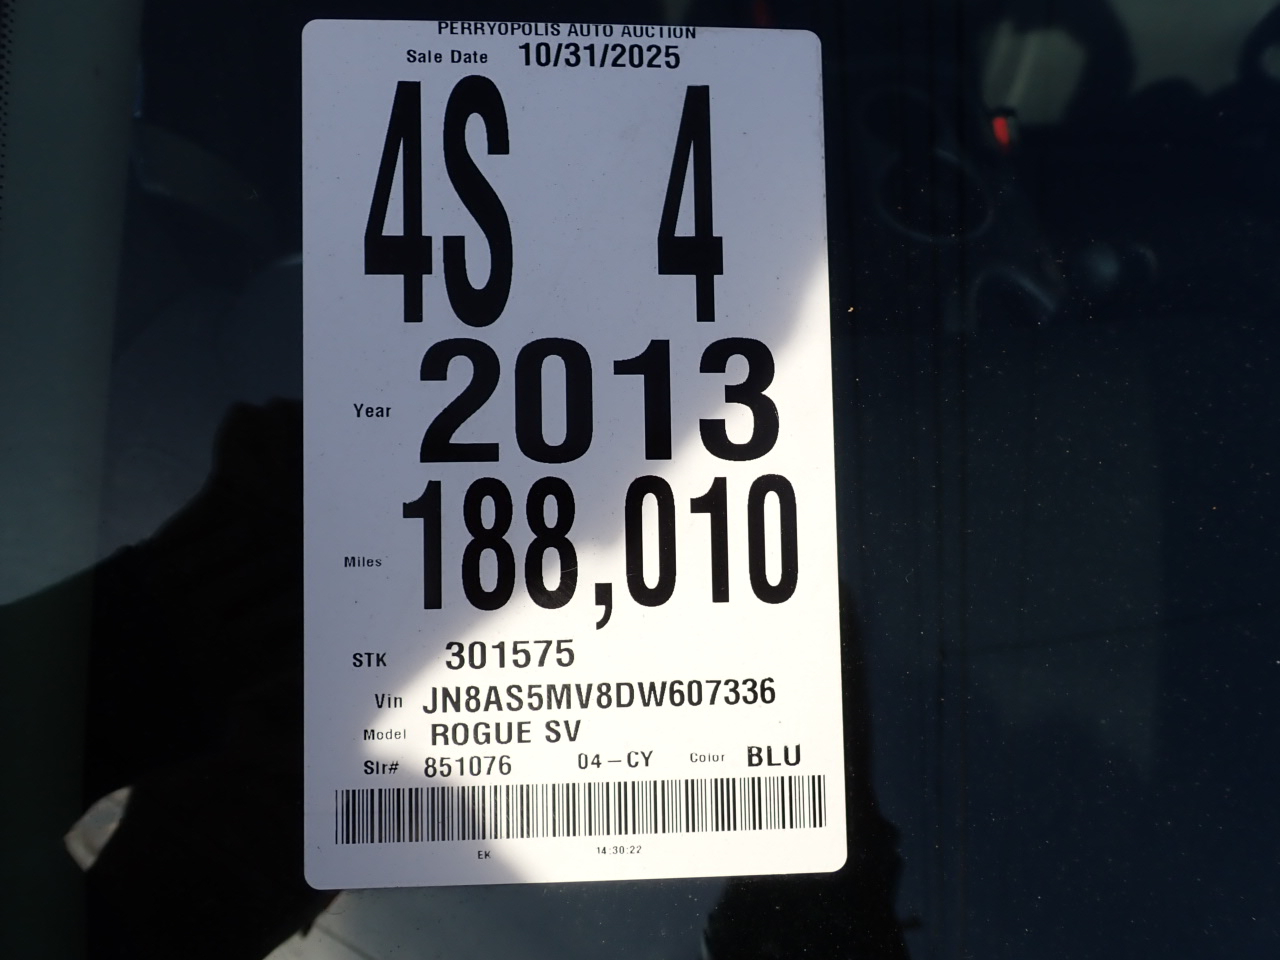 PERRYOPOLIS AUTO AUCTION
Sale Date 10/31/2025
4S 4
Year 2013
Miles 188,010
STK 301575
Vin JN8AS5MV8DW607336
Model ROGUE SV
Slr# 851076 04-CY Color BLU
EK 14:30:22